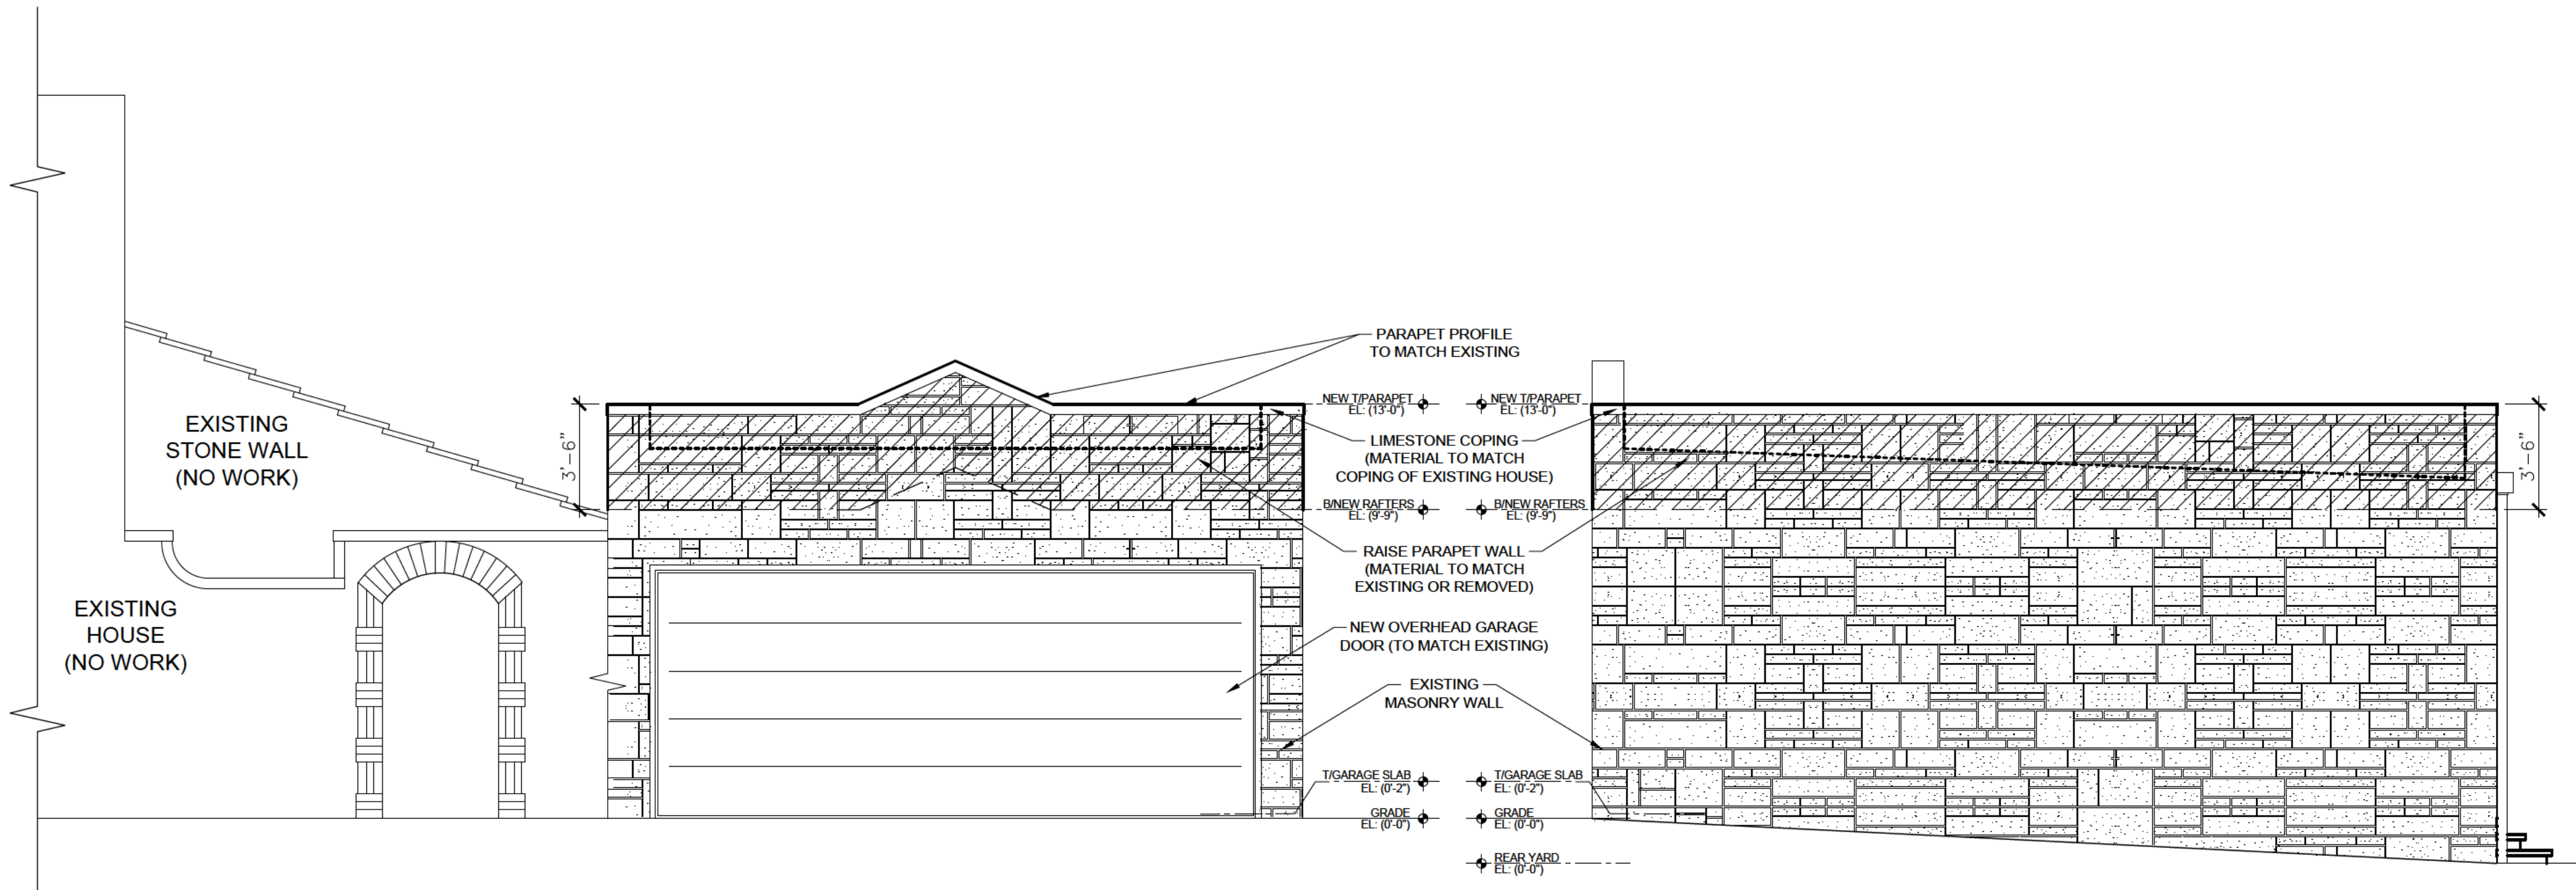 EXISTING
STONE WALL
(NO WORK)
EXISTING
HOUSE
(NO WORK)
3'-6"
PARAPET PROFILE
TO MATCH EXISTING
NEW T/PARAPET
EL: (13'-0")
NEW T/PARAPET
EL: (13'-0")
LIMESTONE COPING
(MATERIAL TO MATCH
COPING OF EXISTING HOUSE)
B/NEW RAFTERS
EL: (9'-9")
B/NEW RAFTERS
EL: (9'-9")
RAISE PARAPET WALL
(MATERIAL TO MATCH
EXISTING OR REMOVED)
NEW OVERHEAD GARAGE
DOOR (TO MATCH EXISTING)
EXISTING
MASONRY WALL
T/GARAGE SLAB
EL: (0'-2")
T/GARAGE SLAB
EL: (0'-2")
GRADE
EL: (0'-0")
GRADE
EL: (0'-0")
REAR YARD
EL: (0'-0")
3'-6"